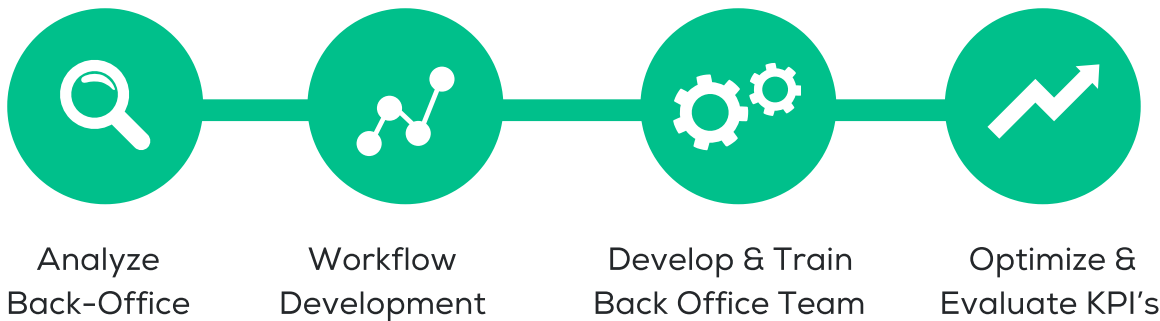 Analyze
Back-Office
Workflow
Development
Develop & Train
Back Office Team
Optimize &
Evaluate KPI’s